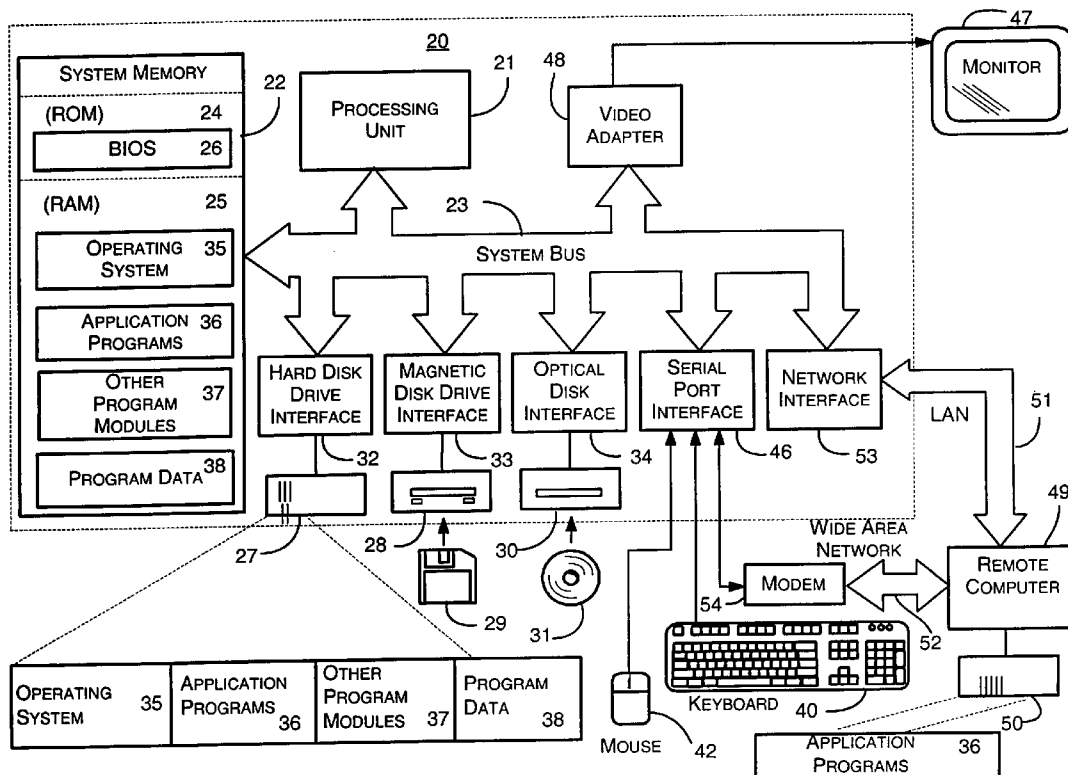 20
47
SYSTEM MEMORY
22
21
48
MONITOR
(ROM) 24
BIOS 26
PROCESSING
UNIT
VIDEO
ADAPTER
(RAM) 25
23
OPERATING
SYSTEM 35
SYSTEM BUS
APPLICATION
PROGRAMS 36
OTHER
PROGRAM
MODULES 37
PROGRAM DATA 38
HARD DISK
DRIVE
INTERFACE
MAGNETIC
DISK DRIVE
INTERFACE
OPTICAL
DISK
INTERFACE
SERIAL
PORT
INTERFACE
NETWORK
INTERFACE
LAN
51
32
33
34
46
53
27
28
30
29
31
WIDE AREA
NETWORK
49
MODEM
54
52
REMOTE
COMPUTER
50
KEYBOARD
40
MOUSE
42
OPERATING
SYSTEM 35
APPLICATION
PROGRAMS 36
OTHER
PROGRAM
MODULES 37
PROGRAM
DATA 38
APPLICATION
PROGRAMS 36